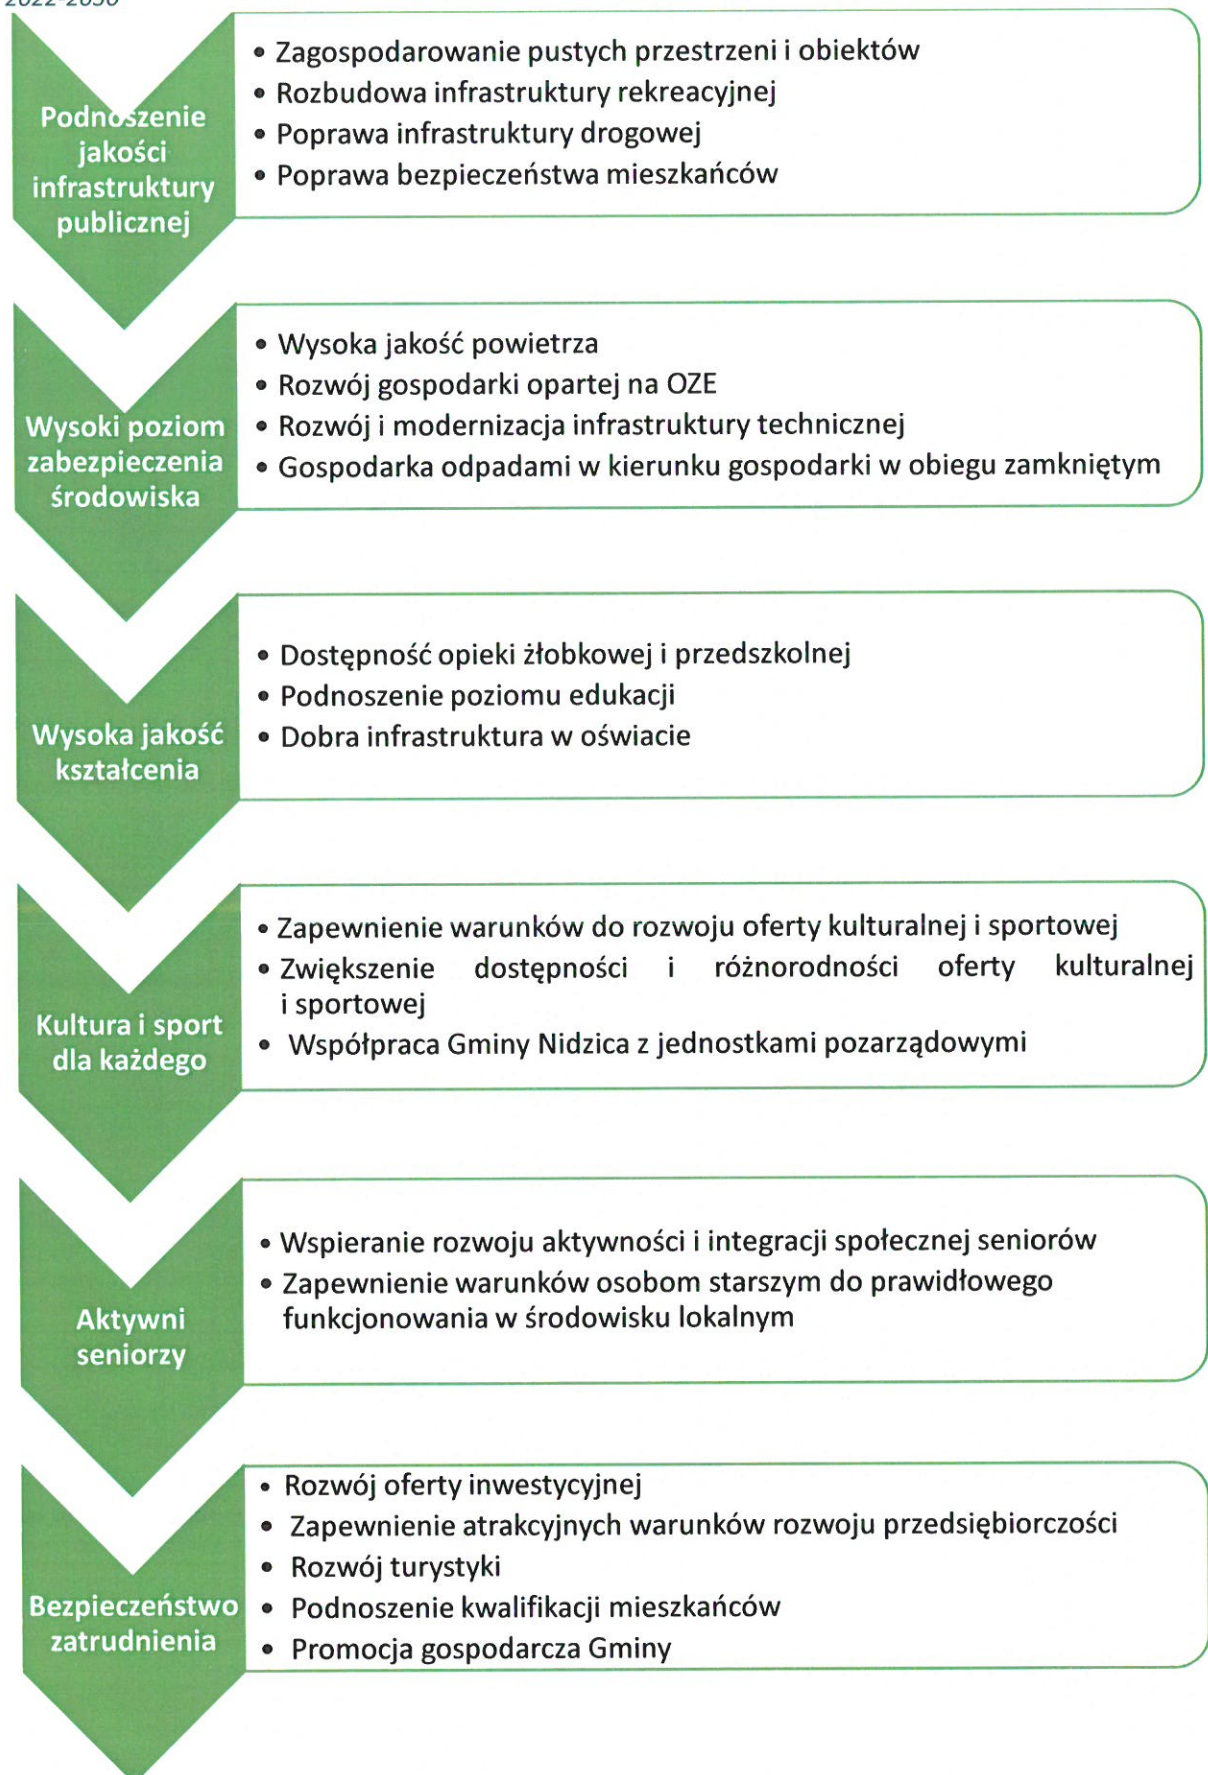 2022-2030
Podnoszenie
jakości
infrastruktury
publicznej
• Zagospodarowanie pustych przestrzeni i obiektów
• Rozbudowa infrastruktury rekreacyjnej
• Poprawa infrastruktury drogowej
• Poprawa bezpieczeństwa mieszkańców
Wysoki poziom
zabezpieczenia
środowiska
• Wysoka jakość powietrza
• Rozwój gospodarki opartej na OZE
• Rozwój i modernizacja infrastruktury technicznej
• Gospodarka odpadami w kierunku gospodarki w obiegu zamkniętym
Wysoka jakość
kształcenia
• Dostępność opieki żłobkowej i przedszkolnej
• Podnoszenie poziomu edukacji
• Dobra infrastruktura w oświacie
Kultura i sport
dla każdego
• Zapewnienie warunków do rozwoju oferty kulturalnej i sportowej
• Zwiększenie dostępności i różnorodności oferty kulturalnej
i sportowej
• Współpraca Gminy Nidzica z jednostkami pozarządowymi
Aktywni
seniorzy
• Wspieranie rozwoju aktywności i integracji społecznej seniorów
• Zapewnienie warunków osobom starszym do prawidłowego
funkcjonowania w środowisku lokalnym
Bezpieczeństwo
zatrudnienia
• Rozwój oferty inwestycyjnej
• Zapewnienie atrakcyjnych warunków rozwoju przedsiębiorczości
• Rozwój turystyki
• Podnoszenie kwalifikacji mieszkańców
• Promocja gospodarcza Gminy